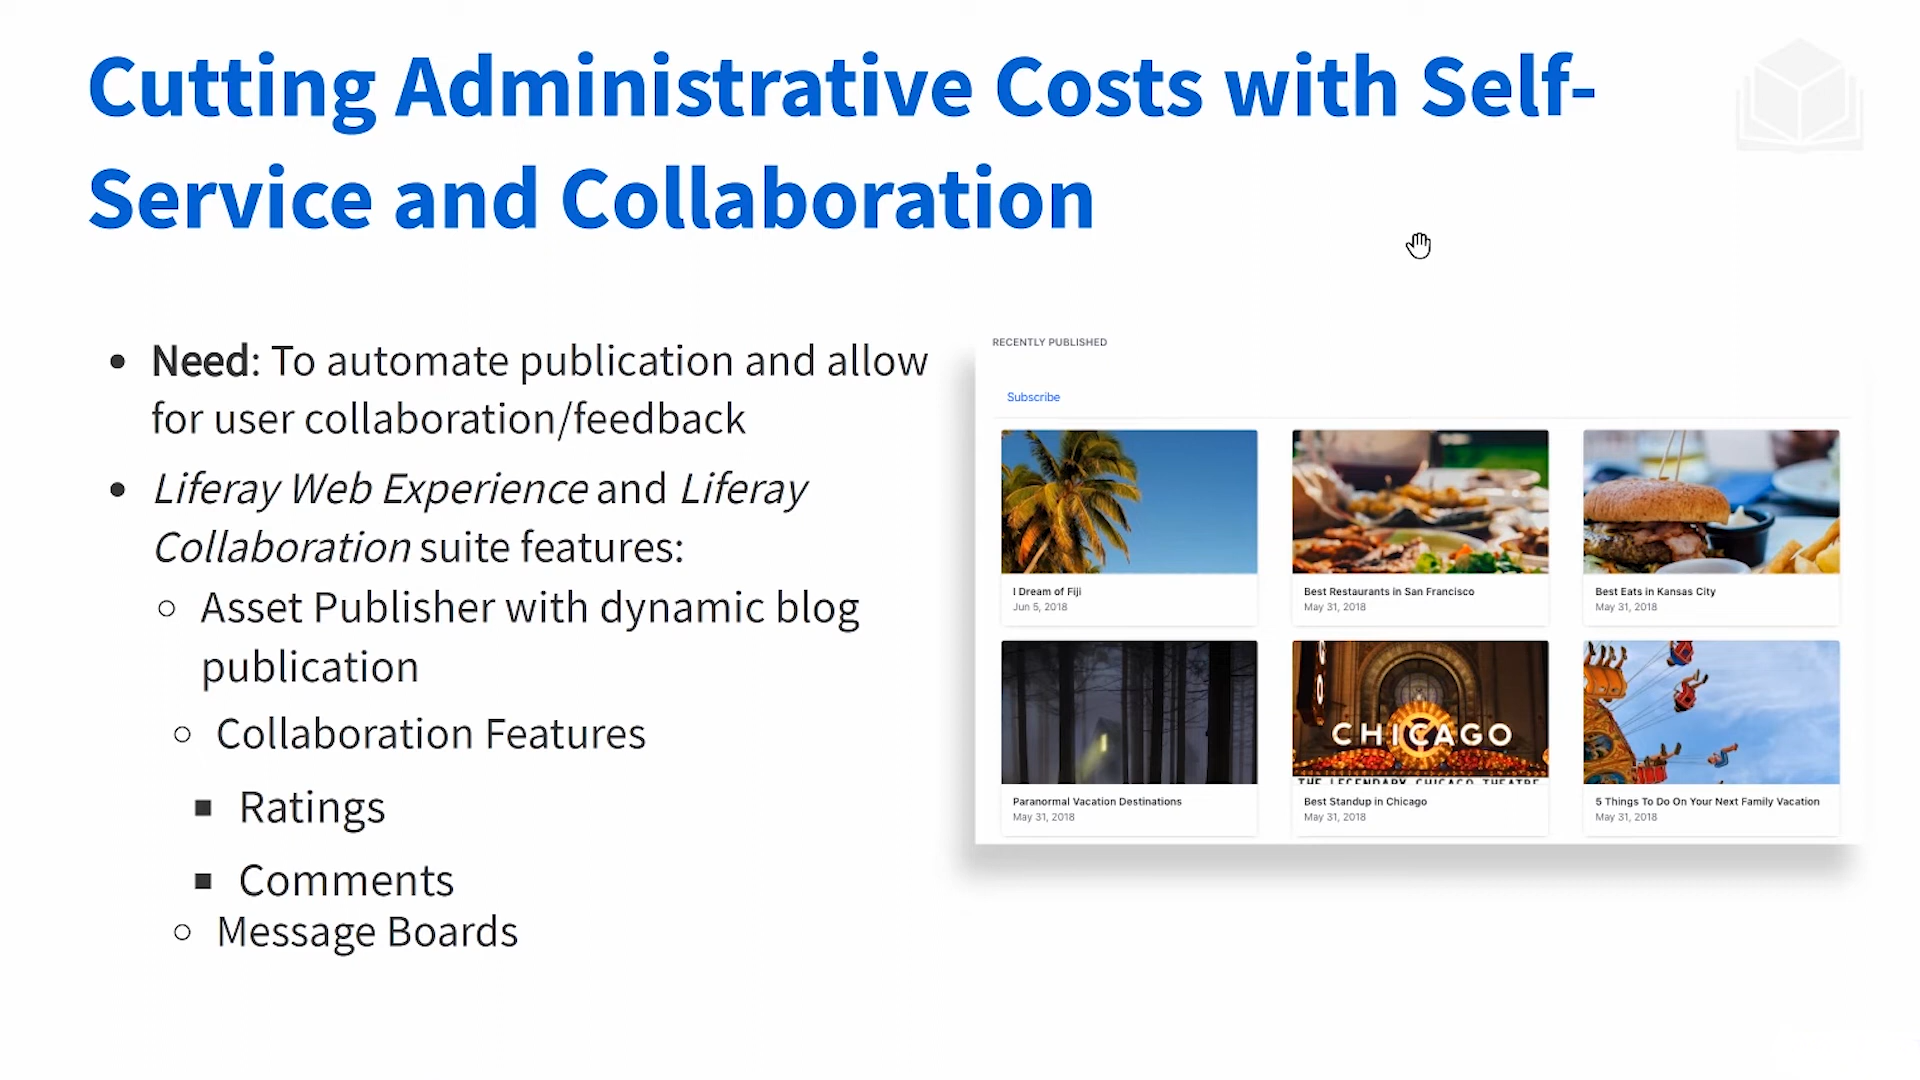 Cutting Administrative Costs with Self-
Service and Collaboration
• Need: To automate publication and allow
for user collaboration/feedback
• Liferay Web Experience and Liferay
Collaboration suite features:
○ Asset Publisher with dynamic blog
publication
○ Collaboration Features
■ Ratings
■ Comments
○ Message Boards
RECENTLY PUBLISHED
Subscribe
I Dream of Fiji
Jun 5, 2018
Best Restaurants in San Francisco
May 31, 2018
Best Eats in Kansas City
May 31, 2018
CHICAGO
THE LEGENDARY CHICAGO THEATRE
Paranormal Vacation Destinations
May 31, 2018
Best Standup in Chicago
May 31, 2018
5 Things To Do On Your Next Family Vacation
May 31, 2018